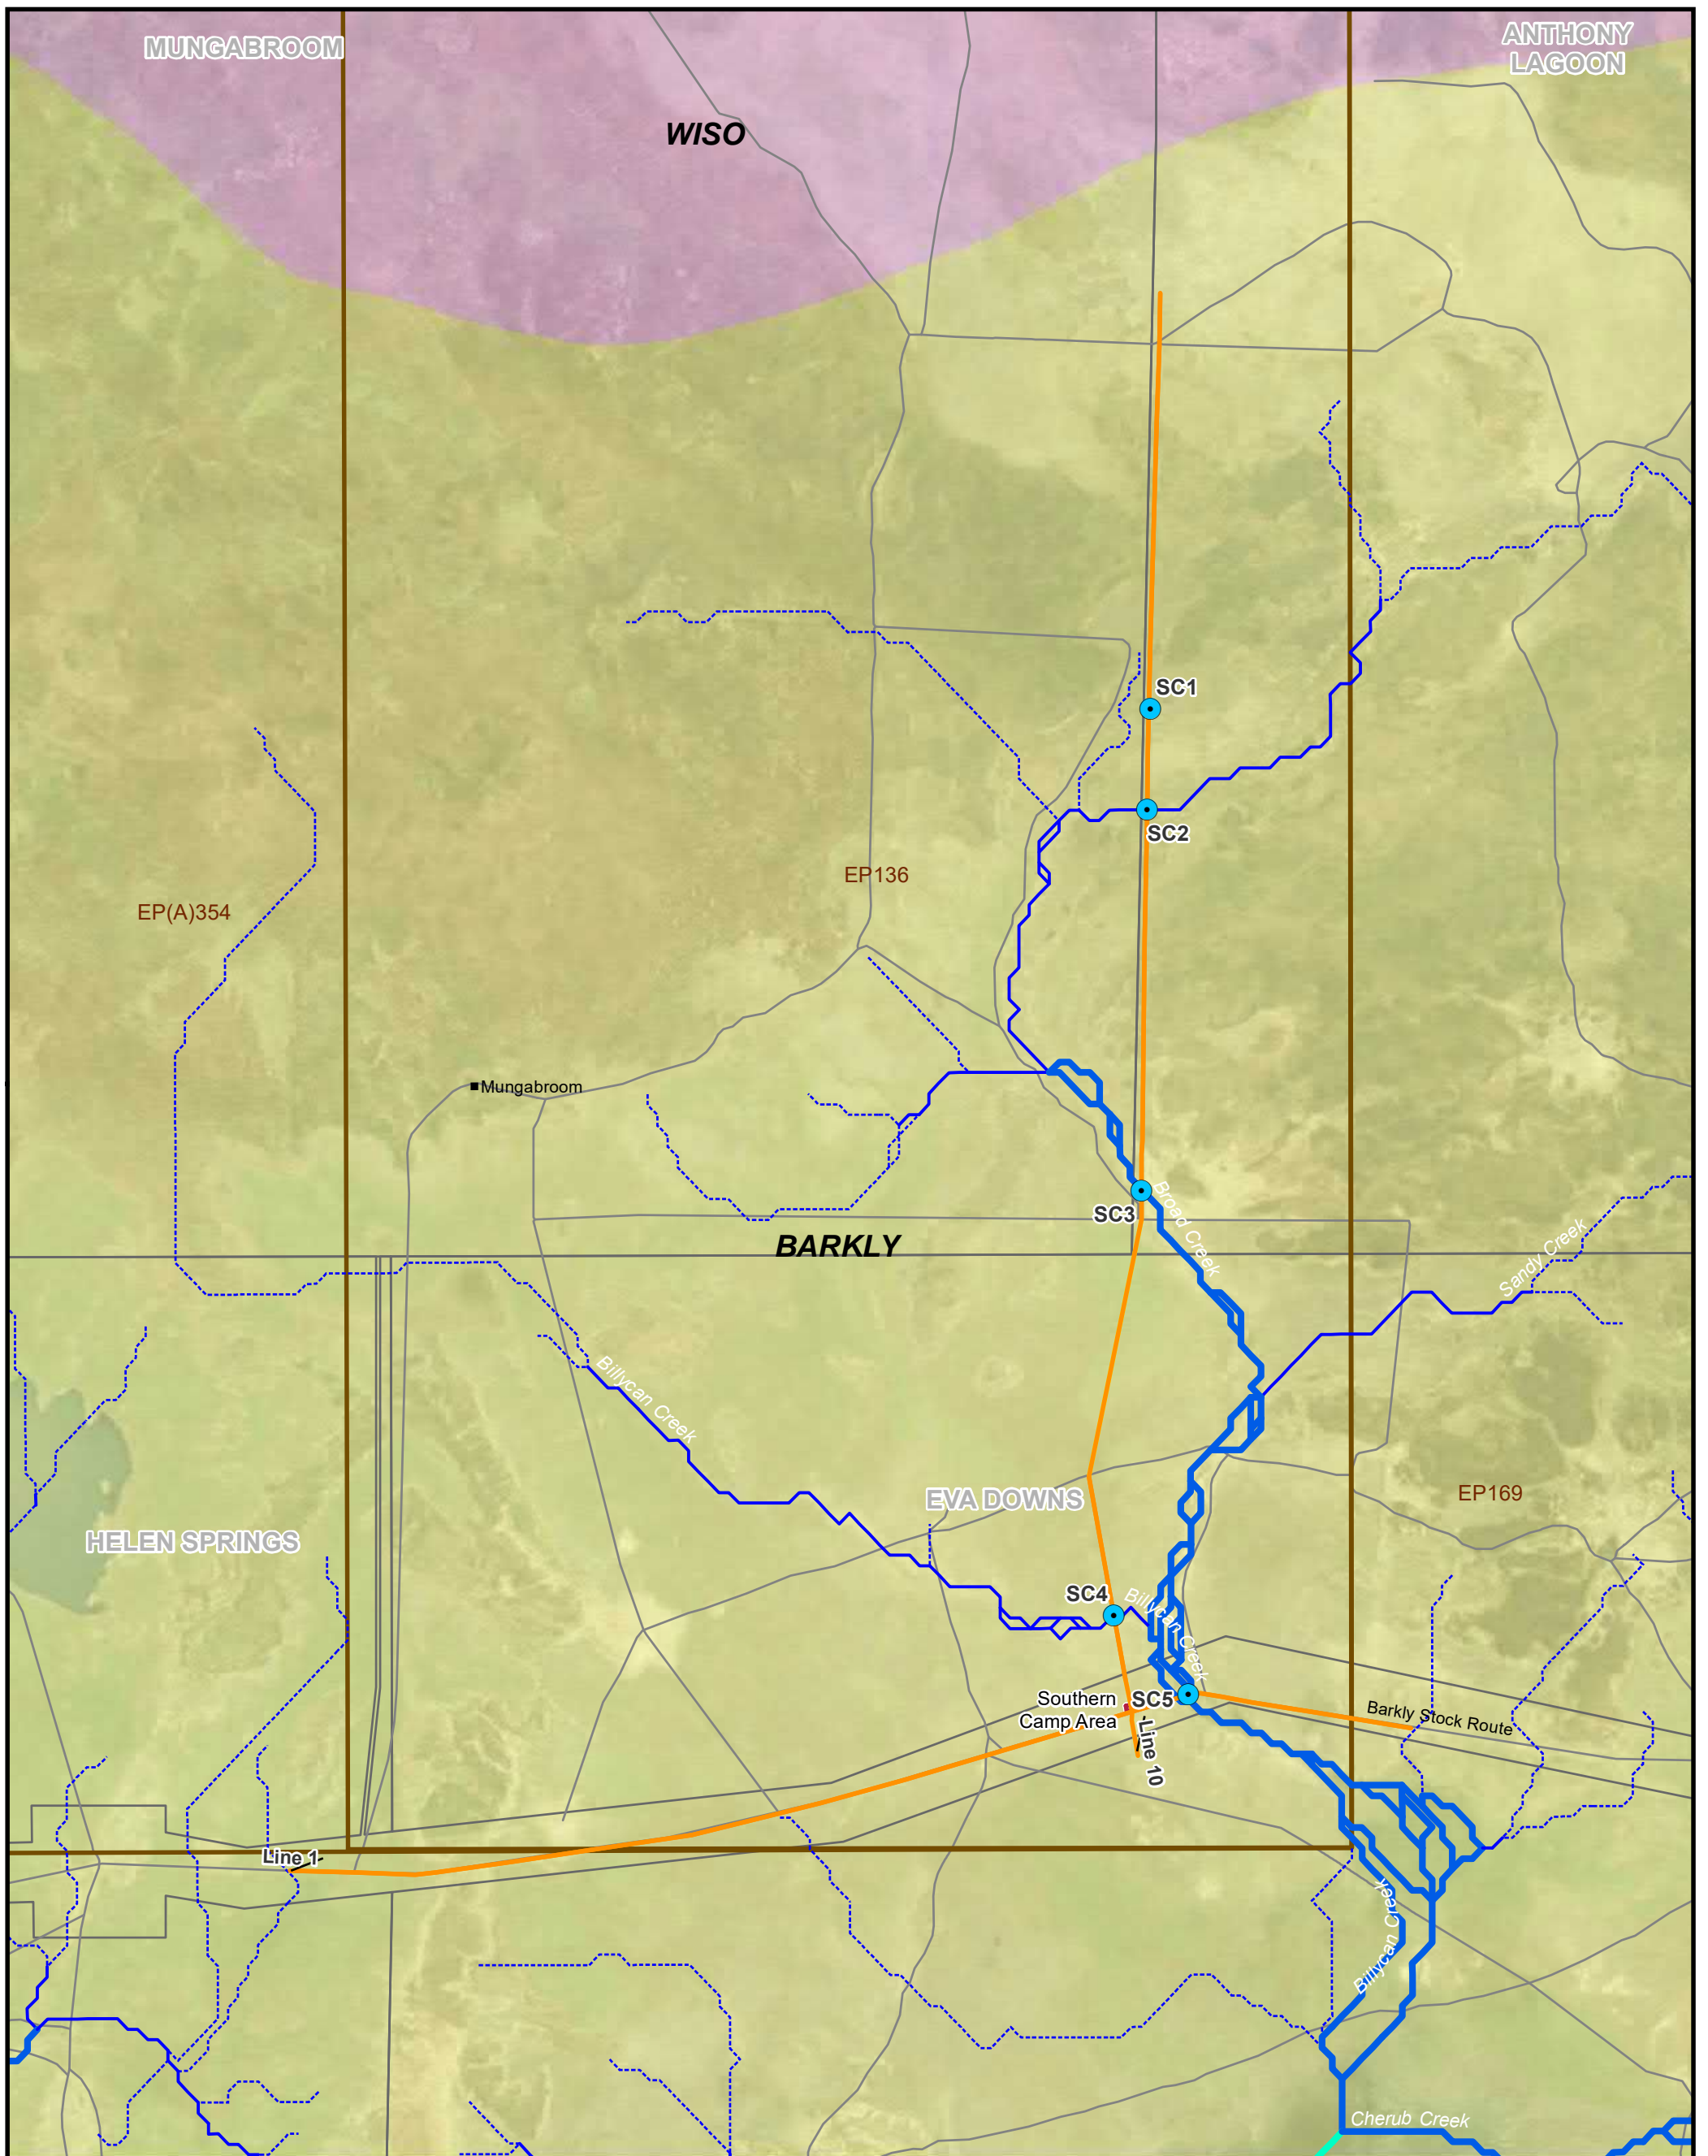 MUNGABROOM
ANTHONY
LAGOON
WISO
SC1
SC2
EP136
EP(A)354
Mungabroom
Broad Creek
SC3
BARKLY
Sandy Creek
Billycan Creek
EVA DOWNS
EP169
HELEN SPRINGS
SC4
Billycan Creek
Southern
Camp Area
SC5
Barkly Stock Route
Line 10
Line 1
Billycan Creek
Cherub Creek